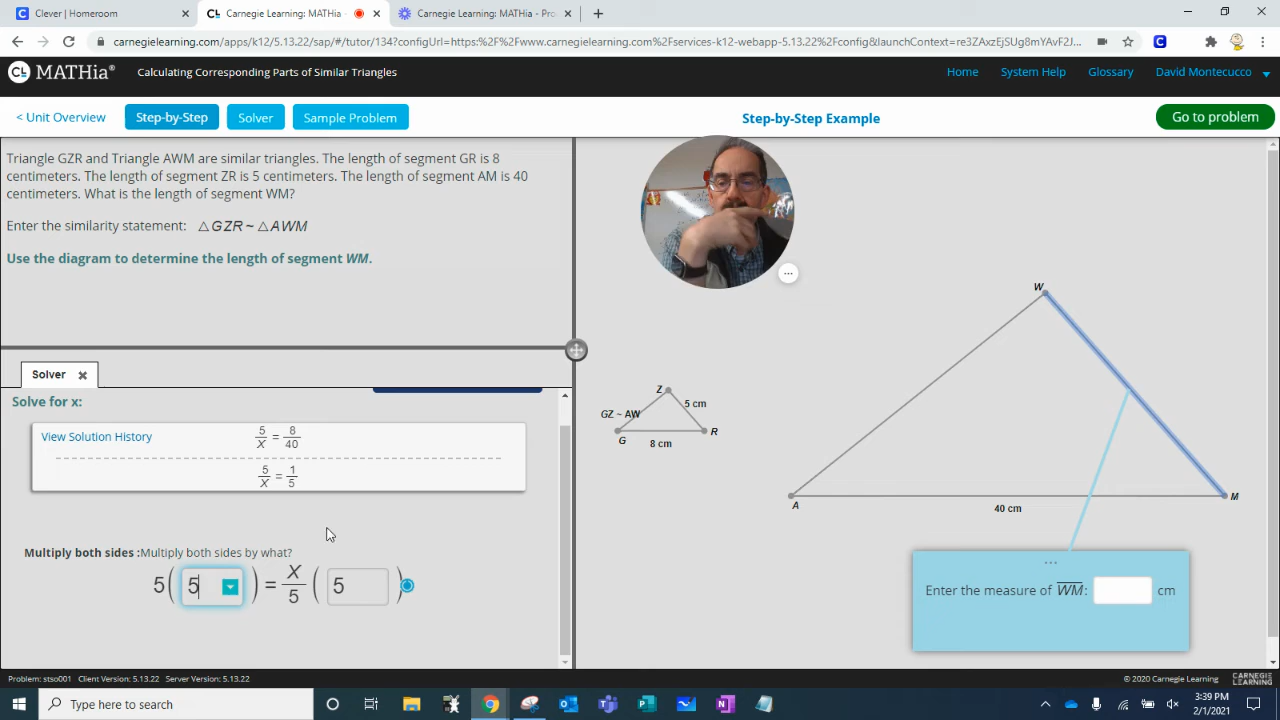 Clever | Homeroom
Carnegie Learning: MATHia -
Carnegie Learning: MATHia - Pro
carnegielearning.com/apps/k12/5.13.22/sap/#/tutor/134?configUrl=https:%2F%2Fwww.carnegielearning.com%2Fservices-k12-webapp-5.13.22%2Fconfig&launchContext=re3ZAxzEjSUg8mYAvF2J...
CL MATHia®
Calculating Corresponding Parts of Similar Triangles
Home
System Help
Glossary
David Montecucco
< Unit Overview
Step-by-Step
Solver
Sample Problem
Step-by-Step Example
Go to problem
Triangle GZR and Triangle AWM are similar triangles. The length of segment GR is 8
centimeters. The length of segment ZR is 5 centimeters. The length of segment AM is 40
centimeters. What is the length of segment WM?
Enter the similarity statement: △GZR ~ △AWM
Use the diagram to determine the length of segment WM.
Solver
Solve for x:
View Solution History
5/X = 8/40
5/X = 1/5
Multiply both sides :Multiply both sides by what?
5( 5 ) = X/5 ( 5 )
W
Z
5 cm
GZ ~ AW
G
R
8 cm
A
M
40 cm
...
Enter the measure of W̅M̅: cm
Problem: stso001 Client Version: 5.13.22 Server Version: 5.13.22
© 2020 Carnegie Learning
CARNEGIE
LEARNING
Type here to search
3:39 PM
2/1/2021